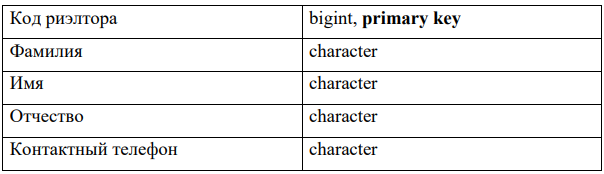 Код риэлтора bigint, primary key
Фамилия character
Имя character
Отчество character
Контактный телефон character